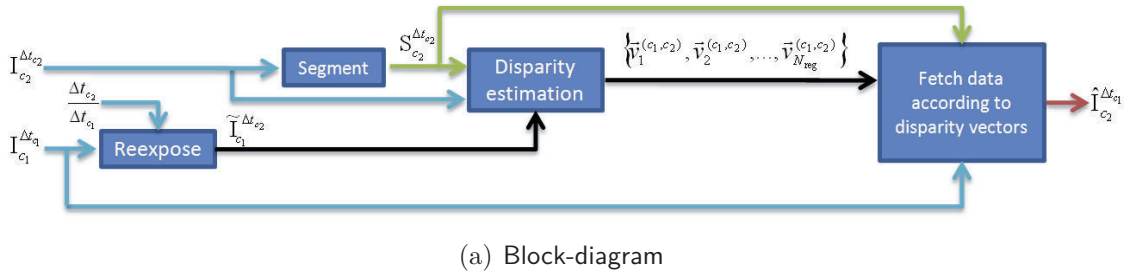 I_{c_2}^{Δt_{c_2}}
Segment
S_{c_2}^{Δt_{c_2}}
Disparity
estimation
{v⃗_1^{(c_1,c_2)}, v⃗_2^{(c_1,c_2)},..., v⃗_{N_reg}^{(c_1,c_2)}}
Fetch data
according to
disparity vectors
Î_{c_2}^{Δt_{c_1}}
Δt_{c_2}
Δt_{c_1}
I_{c_1}^{Δt_{c_1}}
Reexpose
Ĩ_{c_1}^{Δt_{c_2}}
(a) Block-diagram